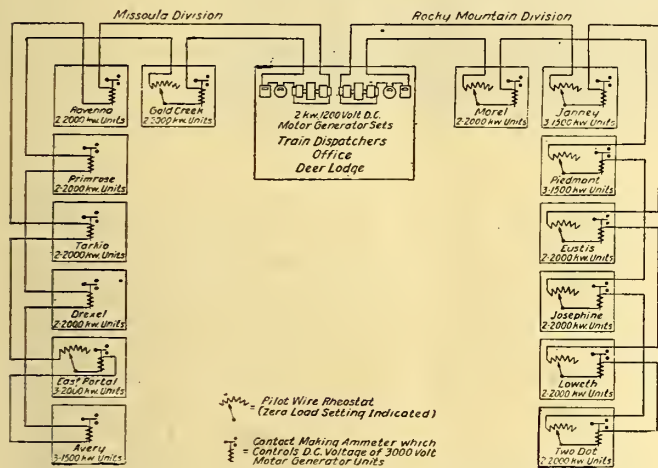 Missoula Division
Rocky Mountain Division
Ravenna
2-2000 kw. Units
Gold Creek
2-2000 kw. Units
2 kw. 1200 Volt D.C.
Motor Generator Sets
Train Dispatchers
Office
Deer Lodge
Morel
2-2000 kw. Units
Janney
3-1500 kw. Units
Primrose
2-2000 kw. Units
Piedmont
3-1500 kw. Units
Tarkio
2-2000 kw. Units
Eustis
2-2000 kw. Units
Drexel
2-2000 kw. Units
Josephine
2-2000 kw. Units
East Portal
3-2000 kw. Units
Loweth
2-2000 kw. Units
Avery
3-1500 kw. Units
Two Dot
2-2000 kw. Units
= Pilot Wire Rheostat
(Zero Load Setting Indicated)
Contact Making Ammeter which
= Controls D.C. Voltage of 3000 Volt
Motor Generator Units